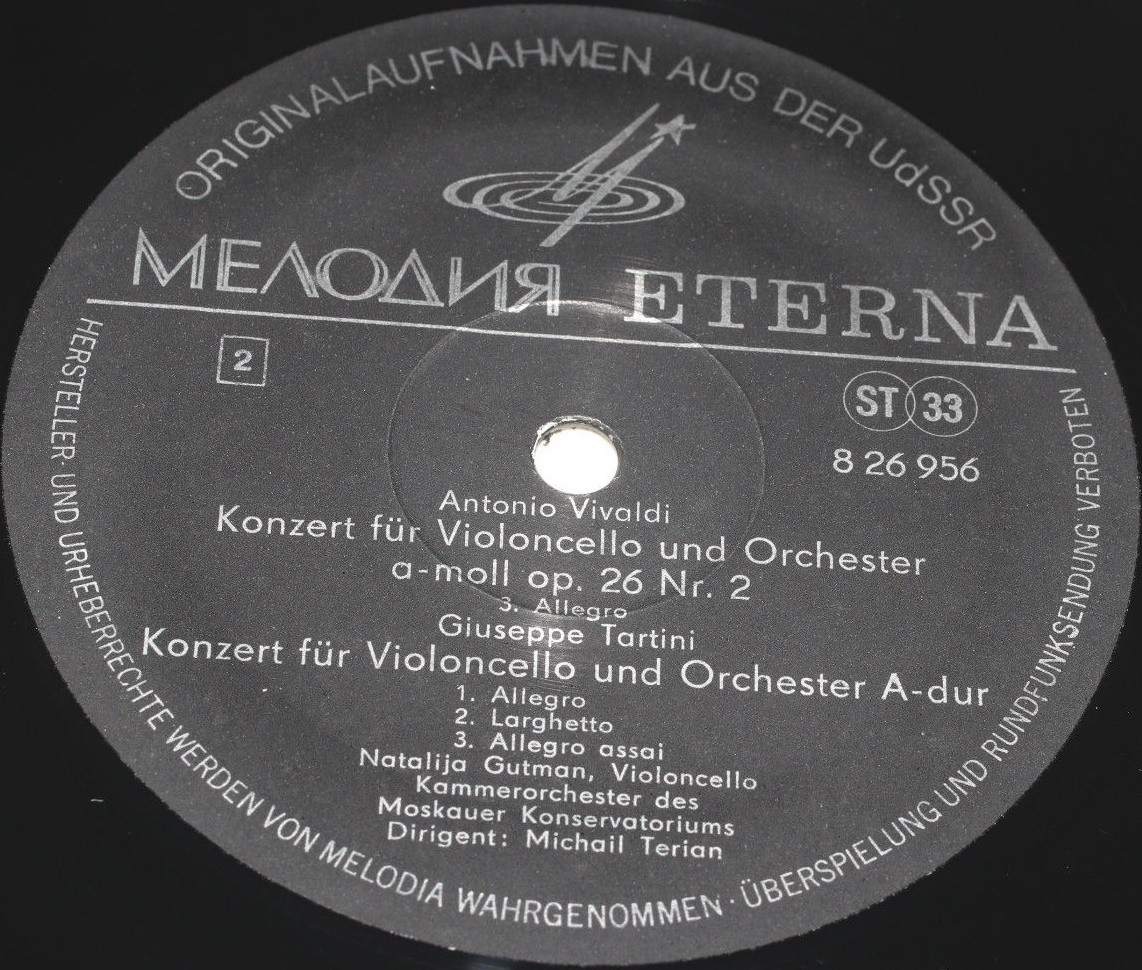 ORIGINALAUFNAHMEN AUS DER UdSSR
МЕЛОДИЯ ETERNA
2
ST 33
8 26 956
Antonio Vivaldi
Konzert für Violoncello und Orchester
a-moll op. 26 Nr. 2
3. Allegro
Giuseppe Tartini
Konzert für Violoncello und Orchester A-dur
1. Allegro
2. Larghetto
3. Allegro assai
Natalija Gutman, Violoncello
Kammerorchester des
Moskauer Konservatoriums
Dirigent: Michail Terian
HERSTELLER- UND URHEBERRECHTE WERDEN VON MELODIA WAHRGENOMMEN · ÜBERSPIELUNG UND RUNDFUNKSENDUNG VERBOTEN